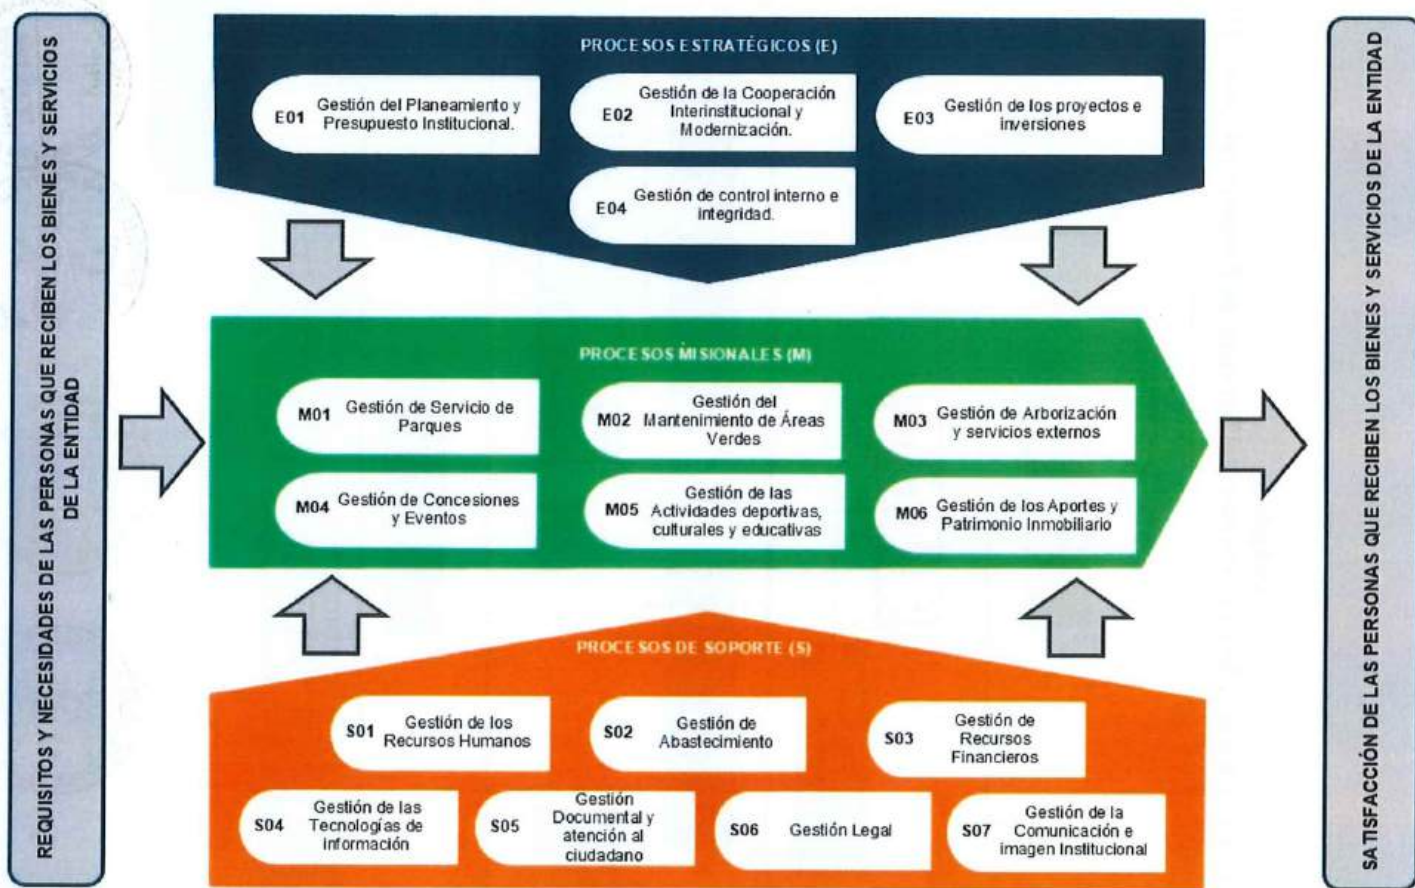 REQUISITOS Y NECESIDADES DE LAS PERSONAS QUE RECIBEN LOS BIENES Y SERVICIOS
DE LA ENTIDAD
PROCESOS ESTRATÉGICOS (E)
E01
Gestión del Planeamiento y
Presupuesto Institucional.
E02
Gestión de la Cooperación
Interinstitucional y
Modernización.
E03
Gestión de los proyectos e
inversiones
E04
Gestión de control interno e
integridad.
PROCESOS MISIONALES (M)
M01
Gestión de Servicio de
Parques
M02
Gestión del
Mantenimiento de Áreas
Verdes
M03
Gestión de Arborización
y servicios externos
M04
Gestión de Concesiones
y Eventos
M05
Gestión de las
Actividades deportivas,
culturales y educativas
M06
Gestión de los Aportes y
Patrimonio Inmobiliario
PROCESOS DE SOPORTE (S)
S01
Gestión de los
Recursos Humanos
S02
Gestión de
Abastecimiento
S03
Gestión de
Recursos
Financieros
S04
Gestión de las
Tecnologías de
información
S05
Gestión
Documental y
atención al
ciudadano
S06
Gestión Legal
S07
Gestión de la
Comunicación e
imagen Institucional
SATISFACCIÓN DE LAS PERSONAS QUE RECIBEN LOS BIENES Y SERVICIOS DE LA ENTIDAD